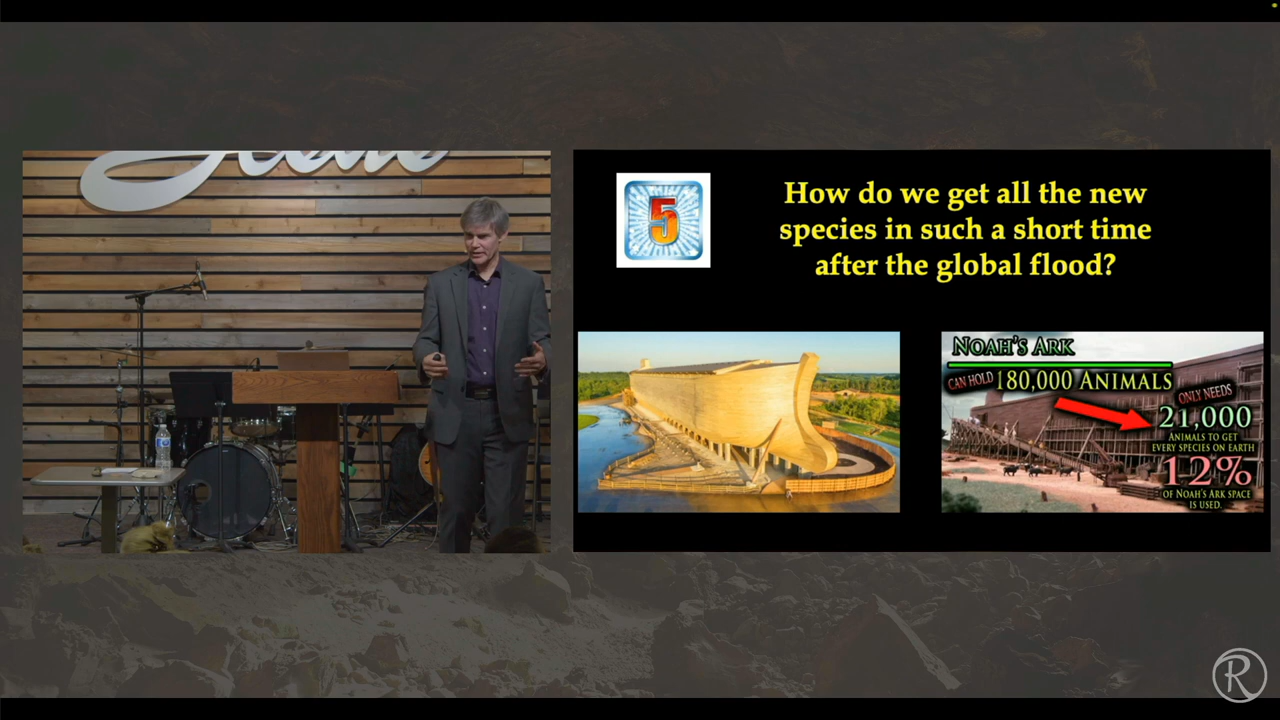 5
How do we get all the new
species in such a short time
after the global flood?
NOAH'S ARK
CAN HOLD 180,000 ANIMALS
ONLY NEEDS
21,000
ANIMALS TO GET
EVERY SPECIES ON EARTH
12%
OF NOAH'S ARK SPACE
IS USED.
R